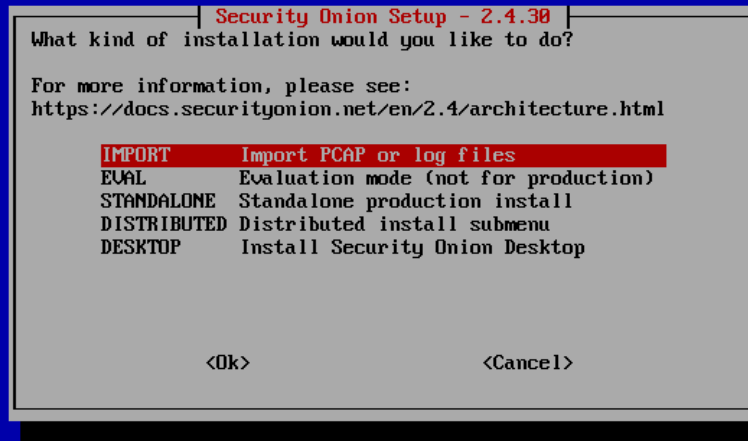 Security Onion Setup - 2.4.30
What kind of installation would you like to do?
For more information, please see:
https://docs.securityonion.net/en/2.4/architecture.html
IMPORT Import PCAP or log files
EVAL Evaluation mode (not for production)
STANDALONE Standalone production install
DISTRIBUTED Distributed install submenu
DESKTOP Install Security Onion Desktop
<Ok> <Cancel>